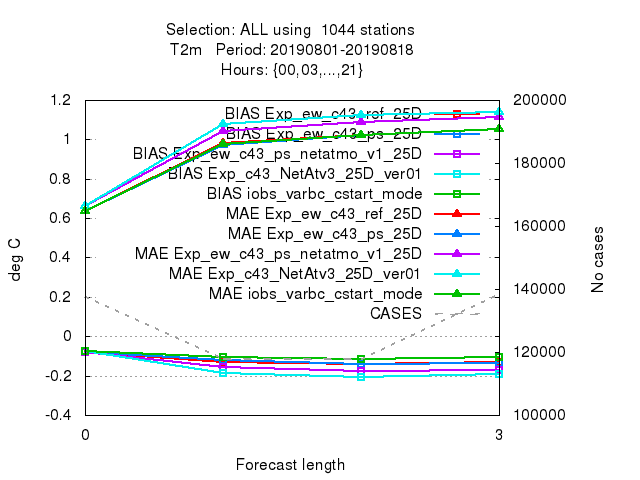 Selection: ALL using  1044 stations
T2m   Period: 20190801-20190818
Hours: {00,03,...,21}
1.2
1
0.8
0.6
0.4
0.2
0
-0.2
-0.4
deg C
200000
180000
160000
140000
120000
100000
No cases
BIAS Exp_ew_c43_ref_25D
BIAS Exp_ew_c43_ps_25D
BIAS Exp_ew_c43_ps_netatmo_v1_25D
BIAS Exp_c43_NetAtv3_25D_ver01
BIAS iobs_varbc_cstart_mode
MAE Exp_ew_c43_ref_25D
MAE Exp_ew_c43_ps_25D
MAE Exp_ew_c43_ps_netatmo_v1_25D
MAE Exp_c43_NetAtv3_25D_ver01
MAE iobs_varbc_cstart_mode
CASES
0
3
Forecast length